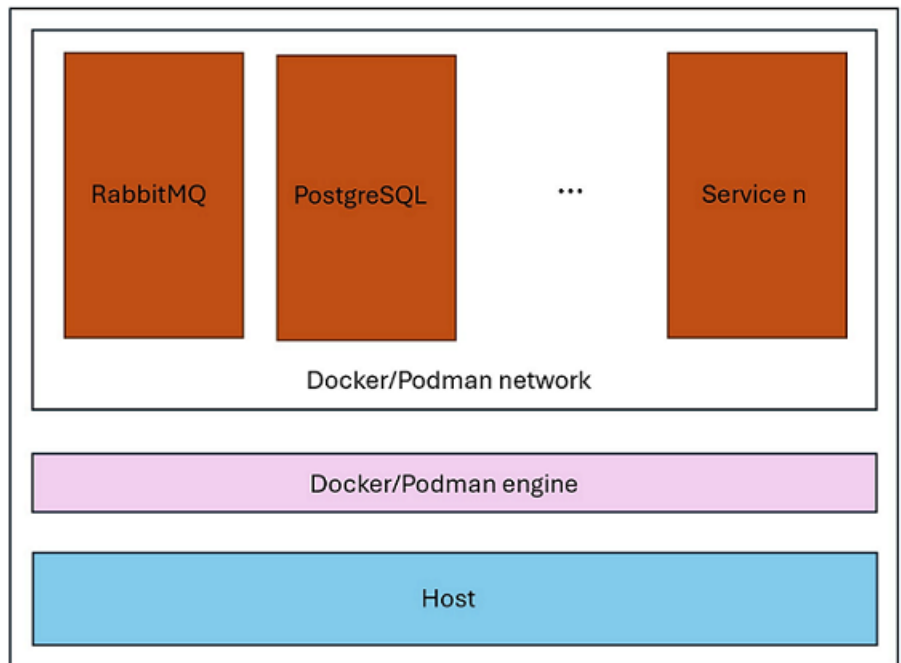 RabbitMQ
PostgreSQL
...
Service n
Docker/Podman network
Docker/Podman engine
Host